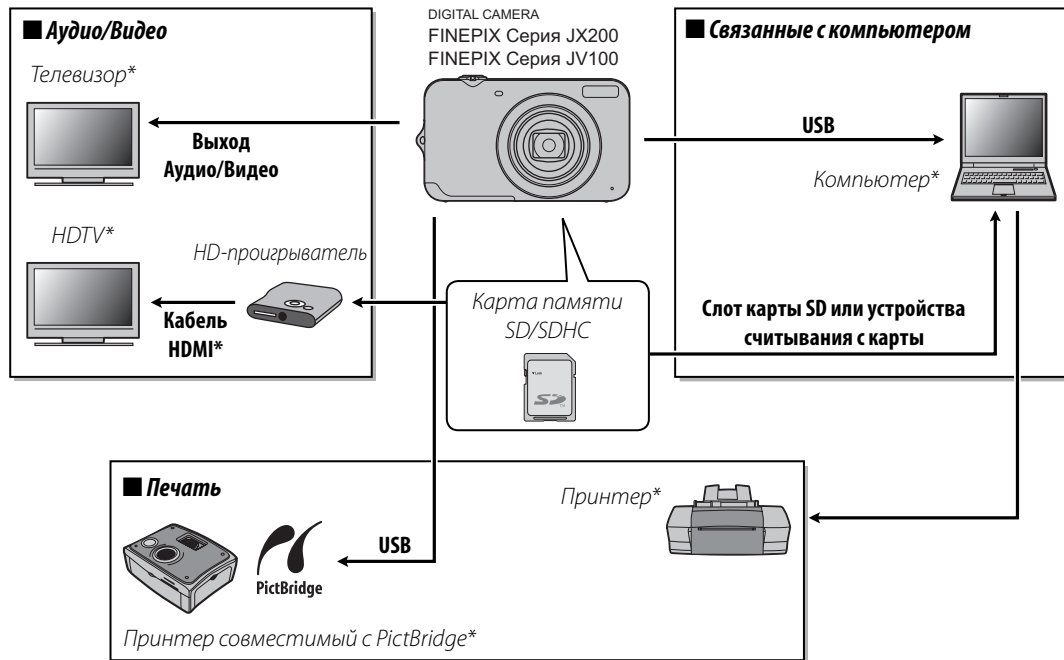 ■ Аудио/Видео
Телевизор*
Выход
Аудио/Видео
HDTV*
HD-проигрыватель
Кабель
HDMI*
DIGITAL CAMERA
FINEPIX Серия JX200
FINEPIX Серия JV100
Карта памяти
SD/SDHC
SD
■ Связанные с компьютером
USB
Компьютер*
Слот карты SD или устройства
считывания с карты
■ Печать
Принтер*
USB
PictBridge
Принтер совместимый с PictBridge*